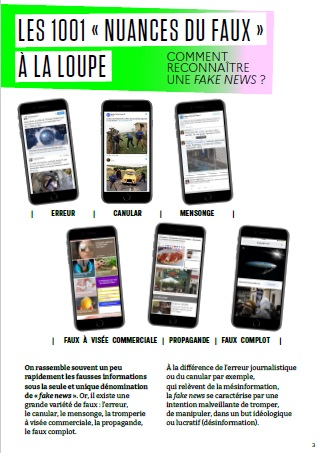 LES 1001 « NUANCES DU FAUX »
À LA LOUPE
COMMENT
RECONNAÎTRE
UNE FAKE NEWS ?
| ERREUR | CANULAR | MENSONGE |
| FAUX À VISÉE COMMERCIALE | PROPAGANDE | FAUX COMPLOT |
On rassemble souvent un peu
rapidement les fausses informations
sous la seule et unique dénomination
de « fake news ». Or, il existe une
grande variété de faux : l'erreur,
le canular, le mensonge, la tromperie
à visée commerciale, la propagande,
le faux complot.
À la différence de l'erreur journalistique
ou du canular par exemple,
qui relèvent de la mésinformation,
la fake news se caractérise par une
intention malveillante de tromper,
de manipuler, dans un but idéologique
ou lucratif (désinformation).
3